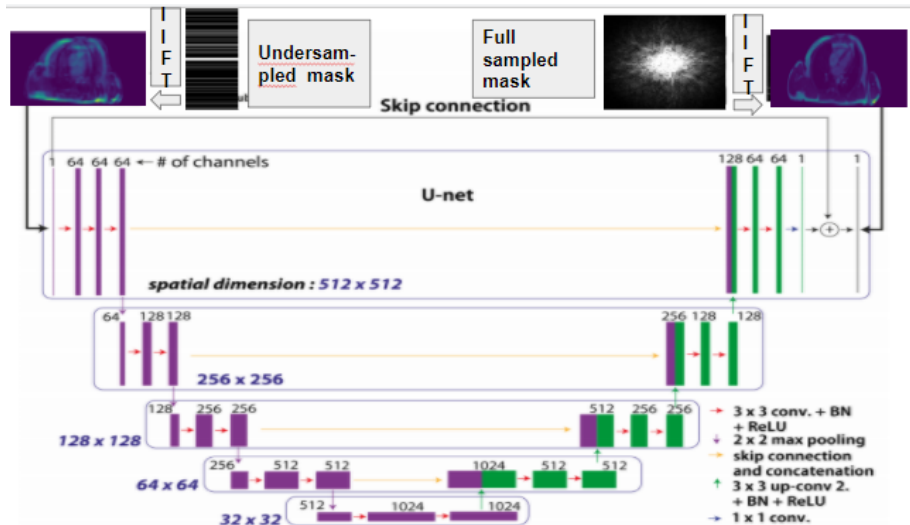 I
I
F
T
Undersam-
pled mask
Full
sampled
mask
I
I
F
T
Skip connection
1 64 64 64 ← # of channels
128 64 64 1 1
U-net
+
spatial dimension : 512 x 512
64 128 128
256 128 128
256 x 256
128 256 256
512 256 256
128 x 128
256 512 512
1024 512 512
64 x 64
512 1024 1024
32 x 32
3 x 3 conv. + BN
+ ReLU
2 x 2 max pooling
skip connection
and concatenation
3 x 3 up-conv 2.
+ BN + ReLU
1 x 1 conv.